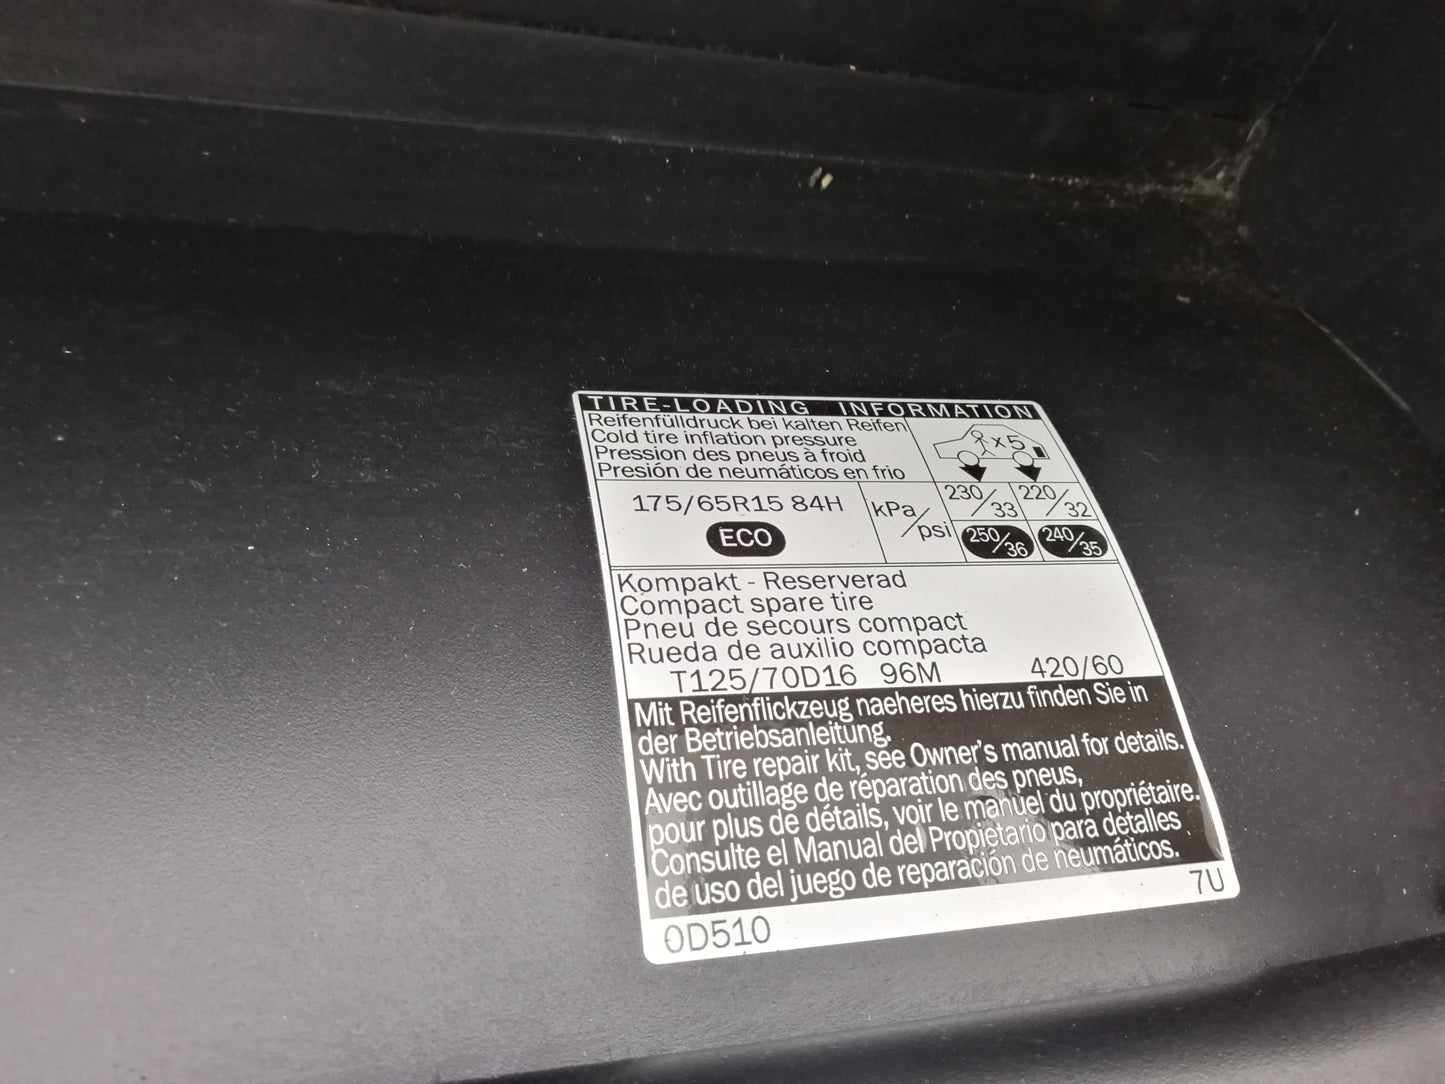 TIRE-LOADING INFORMATION
Reifenfülldruck bei kalten Reifen
Cold tire inflation pressure
Pression des pneus à froid
Presión de neumáticos en frio
x5
175/65R15 84H
kPa/psi
230/33 220/32
ECO
250/36 240/35
Kompakt - Reserverad
Compact spare tire
Pneu de secours compact
Rueda de auxilio compacta
T125/70D16 96M 420/60
Mit Reifenflickzeug naeheres hierzu finden Sie in
der Betriebsanleitung.
With Tire repair kit, see Owner's manual for details.
Avec outillage de réparation des pneus,
pour plus de détails, voir le manuel du propriétaire.
Consulte el Manual del Propietario para detalles
de uso del juego de reparación de neumáticos.
7U
0D510